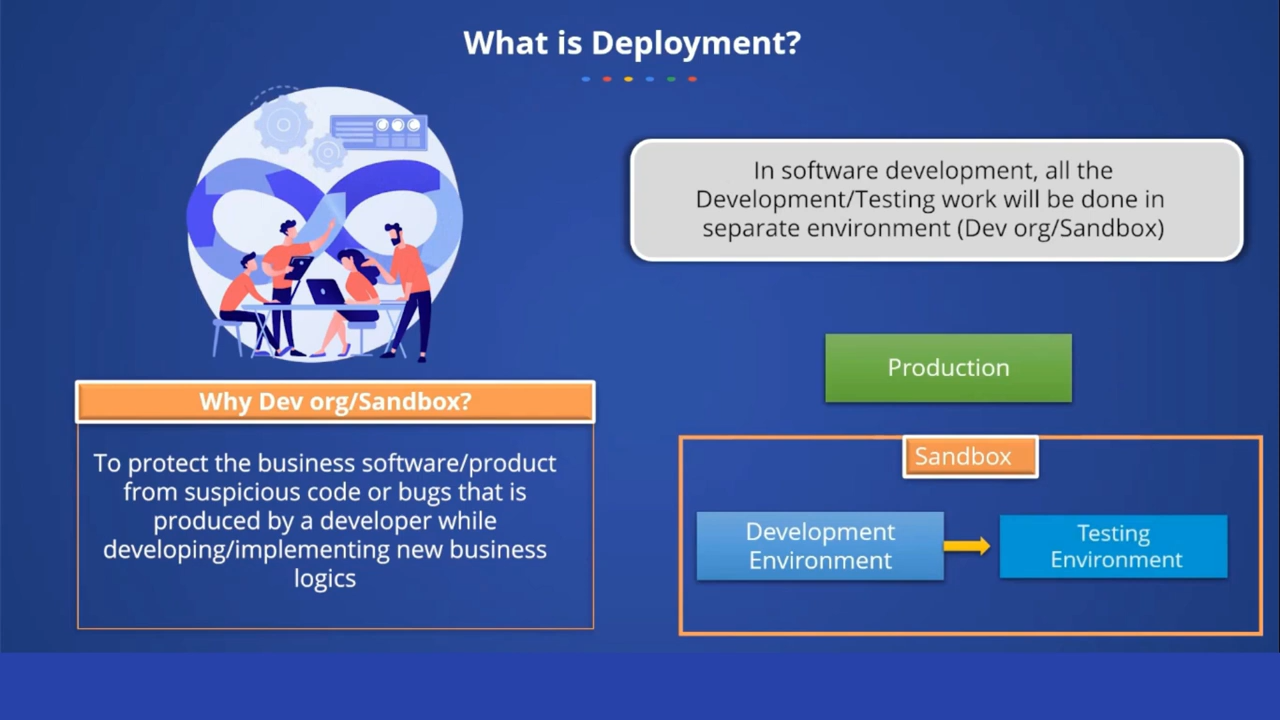 What is Deployment?
In software development, all the
Development/Testing work will be done in
separate environment (Dev org/Sandbox)
Production
Why Dev org/Sandbox?
To protect the business software/product
from suspicious code or bugs that is
produced by a developer while
developing/implementing new business
logics
Sandbox
Development
Environment
Testing
Environment